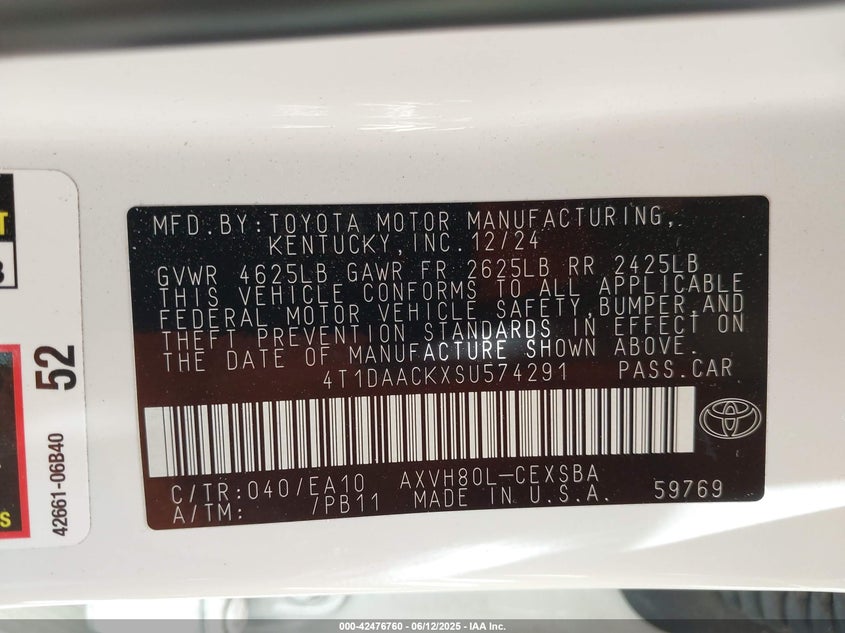 MFD. BY: TOYOTA MOTOR MANUFACTURING,
KENTUCKY, INC. 12/24
GVWR 4625LB GAWR FR 2625LB RR 2425LB
THIS VEHICLE CONFORMS TO ALL APPLICABLE
FEDERAL MOTOR VEHICLE SAFETY, BUMPER, AND
THEFT PREVENTION STANDARDS IN EFFECT ON
THE DATE OF MANUFACTURE SHOWN ABOVE.
4T1DAACKXSU574291 PASS. CAR
C/TR: 040/EA10 AXVH80L-CEXSBA
A/TM: /PB11 MADE IN U.S.A. 59769
52
42661-06B40
000-42476760 - 06/12/2025 - IAA Inc.